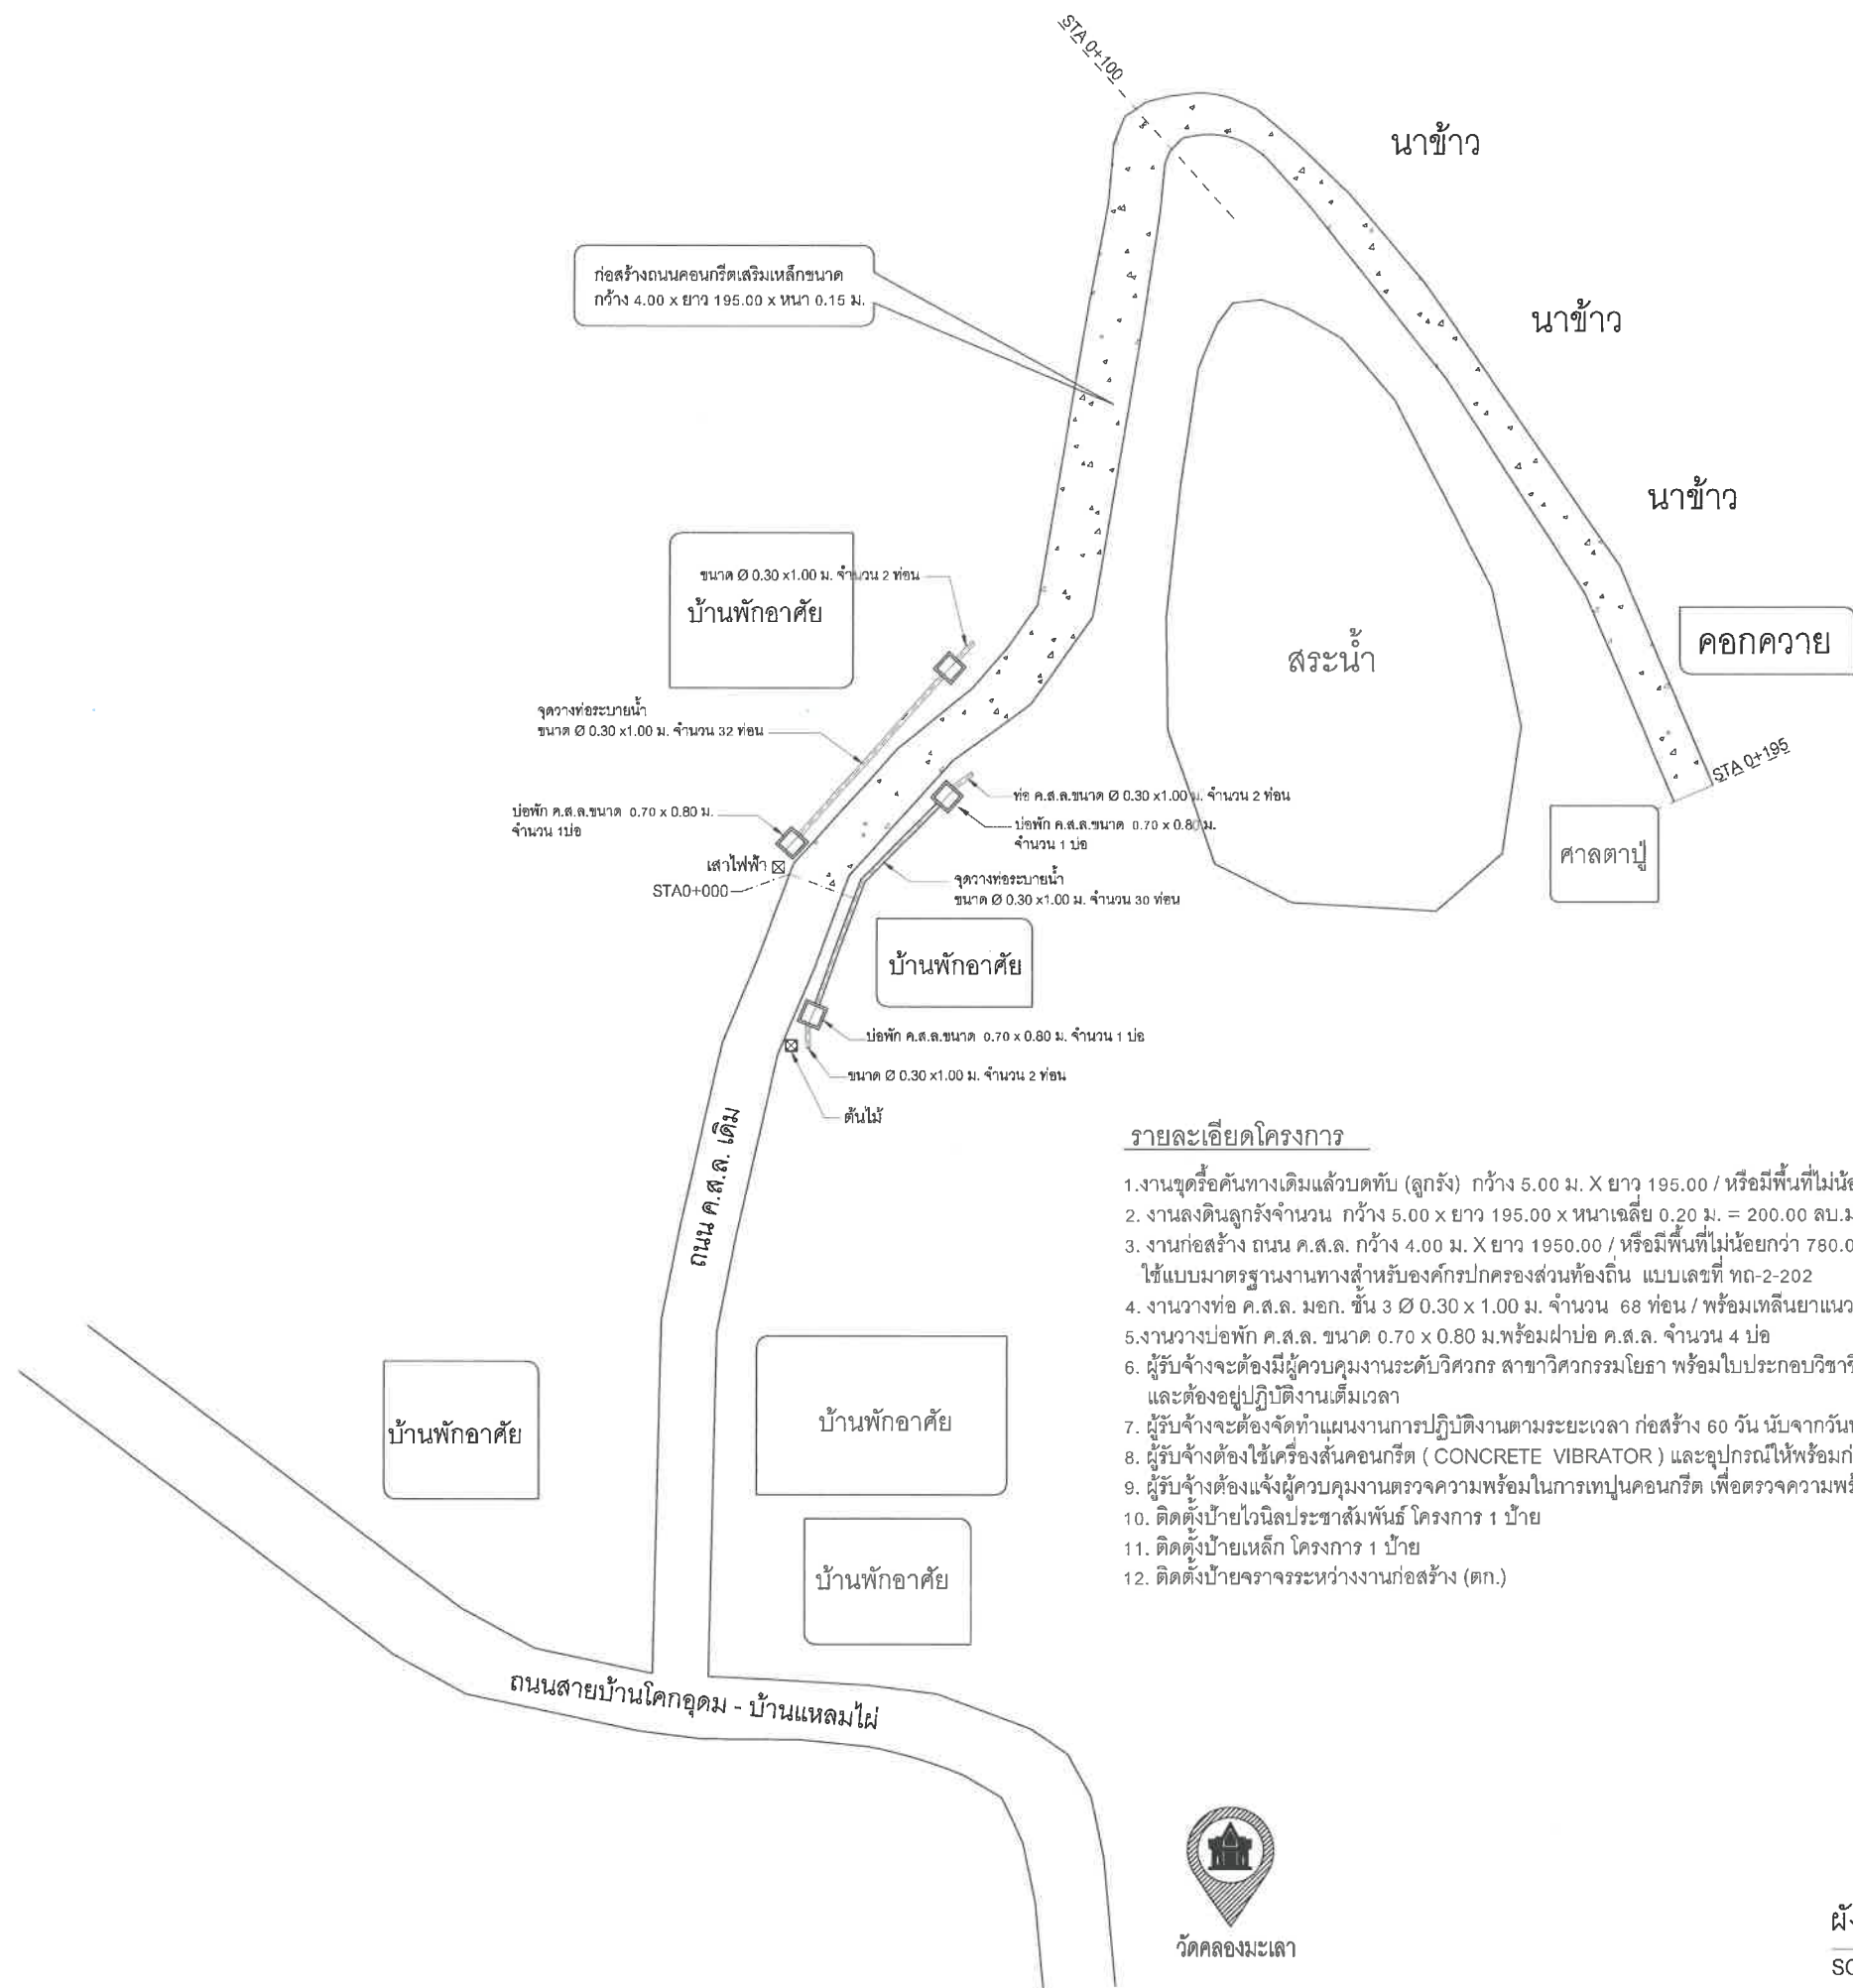 STA 0+100
นาข้าว
ก่อสร้างถนนคอนกรีตเสริมเหล็กขนาด
กว้าง 4.00 x ยาว 195.00 x หนา 0.15 ม.
นาข้าว
นาข้าว
ขนาด Ø 0.30 x1.00 ม. จำนวน 2 ท่อน
บ้านพักอาศัย
คอกควาย
สระน้ำ
จุดวางท่อระบายน้ำ
ขนาด Ø 0.30 x1.00 ม. จำนวน 32 ท่อน
STA 0+195
ท่อ ค.ส.ล.ขนาด Ø 0.30 x1.00 ม. จำนวน 2 ท่อน
บ่อพัก ค.ส.ล.ขนาด 0.70 x 0.80 ม.
จำนวน 1บ่อ
บ่อพัก ค.ส.ล.ขนาด 0.70 x 0.80 ม.
จำนวน 1 บ่อ
ศาลตาปู่
เสาไฟฟ้า
STA0+000
จุดวางท่อระบายน้ำ
ขนาด Ø 0.30 x1.00 ม. จำนวน 30 ท่อน
บ้านพักอาศัย
บ่อพัก ค.ส.ล.ขนาด 0.70 x 0.80 ม. จำนวน 1 บ่อ
ขนาด Ø 0.30 x1.00 ม. จำนวน 2 ท่อน
ต้นไม้
ถนน ค.ส.ล. เดิม
รายละเอียดโครงการ
1.งานขุดรื้อคันทางเดิมแล้วบดทับ (ลูกรัง) กว้าง 5.00 ม. X ยาว 195.00 / หรือมีพื้นที่ไม่น้อ
2. งานลงดินลูกรังจำนวน กว้าง 5.00 x ยาว 195.00 x หนาเฉลี่ย 0.20 ม. = 200.00 ลบ.ม
3. งานก่อสร้าง ถนน ค.ส.ล. กว้าง 4.00 ม. X ยาว 1950.00 / หรือมีพื้นที่ไม่น้อยกว่า 780.0
ใช้แบบมาตรฐานงานทางสำหรับองค์กรปกครองส่วนท้องถิ่น แบบเลขที่ ทถ-2-202
4. งานวางท่อ ค.ส.ล. มอก. ชั้น 3 Ø 0.30 x 1.00 ม. จำนวน 68 ท่อน / พร้อมเทลีนยาแนว
5.งานวางบ่อพัก ค.ส.ล. ขนาด 0.70 x 0.80 ม.พร้อมฝาบ่อ ค.ส.ล. จำนวน 4 บ่อ
6. ผู้รับจ้างจะต้องมีผู้ควบคุมงานระดับวิศวกร สาขาวิศวกรรมโยธา พร้อมใบประกอบวิชาชี
และต้องอยู่ปฏิบัติงานเต็มเวลา
7. ผู้รับจ้างจะต้องจัดทำแผนงานการปฏิบัติงานตามระยะเวลา ก่อสร้าง 60 วัน นับจากวัน
8. ผู้รับจ้างต้องใช้เครื่องสั่นคอนกรีต ( CONCRETE VIBRATOR ) และอุปกรณ์ให้พร้อมก่
9. ผู้รับจ้างต้องแจ้งผู้ควบคุมงานตรวจความพร้อมในการเทปูนคอนกรีต เพื่อตรวจความพร้
10. ติดตั้งป้ายไวนิลประชาสัมพันธ์ โครงการ 1 ป้าย
11. ติดตั้งป้ายเหล็ก โครงการ 1 ป้าย
12. ติดตั้งป้ายจราจรระหว่างงานก่อสร้าง (ตก.)
บ้านพักอาศัย
บ้านพักอาศัย
บ้านพักอาศัย
ถนนสายบ้านโคกอุดม - บ้านแหลมไผ่
วัดคลองมะเลา
ผัง
SC